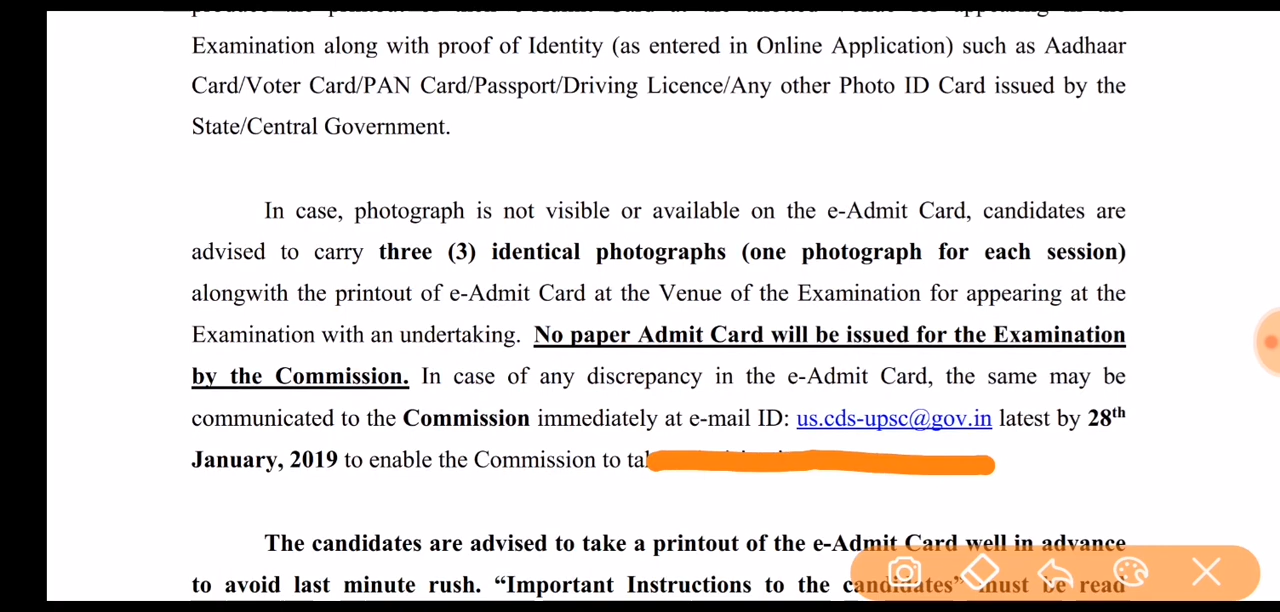 Examination along with proof of Identity (as entered in Online Application) such as Aadhaar
Card/Voter Card/PAN Card/Passport/Driving Licence/Any other Photo ID Card issued by the
State/Central Government.
In case, photograph is not visible or available on the e-Admit Card, candidates are
advised to carry three (3) identical photographs (one photograph for each session)
alongwith the printout of e-Admit Card at the Venue of the Examination for appearing at the
Examination with an undertaking. No paper Admit Card will be issued for the Examination
by the Commission. In case of any discrepancy in the e-Admit Card, the same may be
communicated to the Commission immediately at e-mail ID: us.cds-upsc@gov.in latest by 28th
January, 2019 to enable the Commission to
The candidates are advised to take a printout of the e-Admit Card well in advance
to avoid last minute rush. “Important Instructions to the candidates” must be read